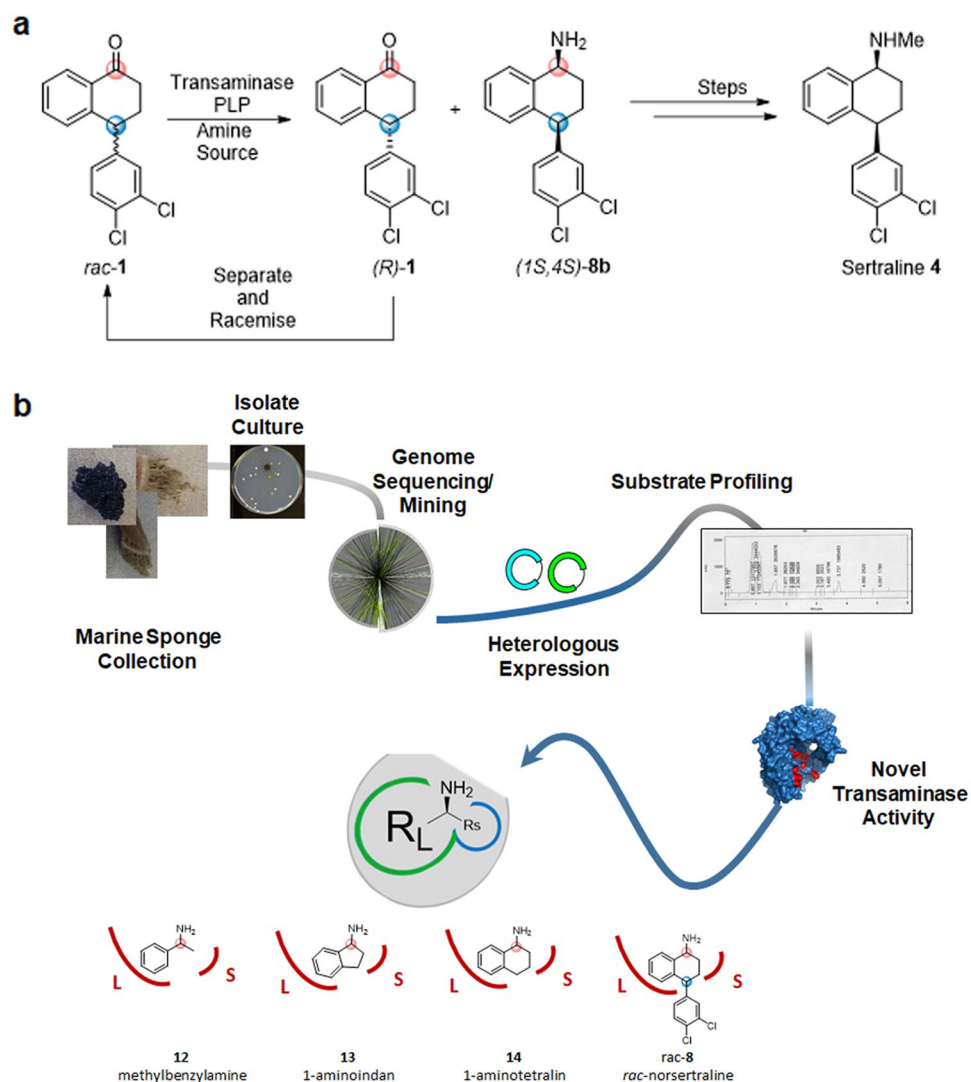 a
O
Transaminase
PLP
Amine
Source
O
+
NH2
Steps
NHMe
Cl
Cl
Cl
Cl
Cl
Cl
Cl
Cl
rac-1
(R)-1
(1S,4S)-8b
Sertraline 4
Separate
and
Racemise
b
Isolate
Culture
Genome
Sequencing/
Mining
Substrate Profiling
Marine Sponge
Collection
Heterologous
Expression
Novel
Transaminase
Activity
NH2
RL
Rs
NH2
NH2
NH2
NH2
L
S
L
S
L
S
L
S
Cl
Cl
12
13
14
rac-8
methylbenzylamine
1-aminoindan
1-aminotetralin
rac-norsertraline